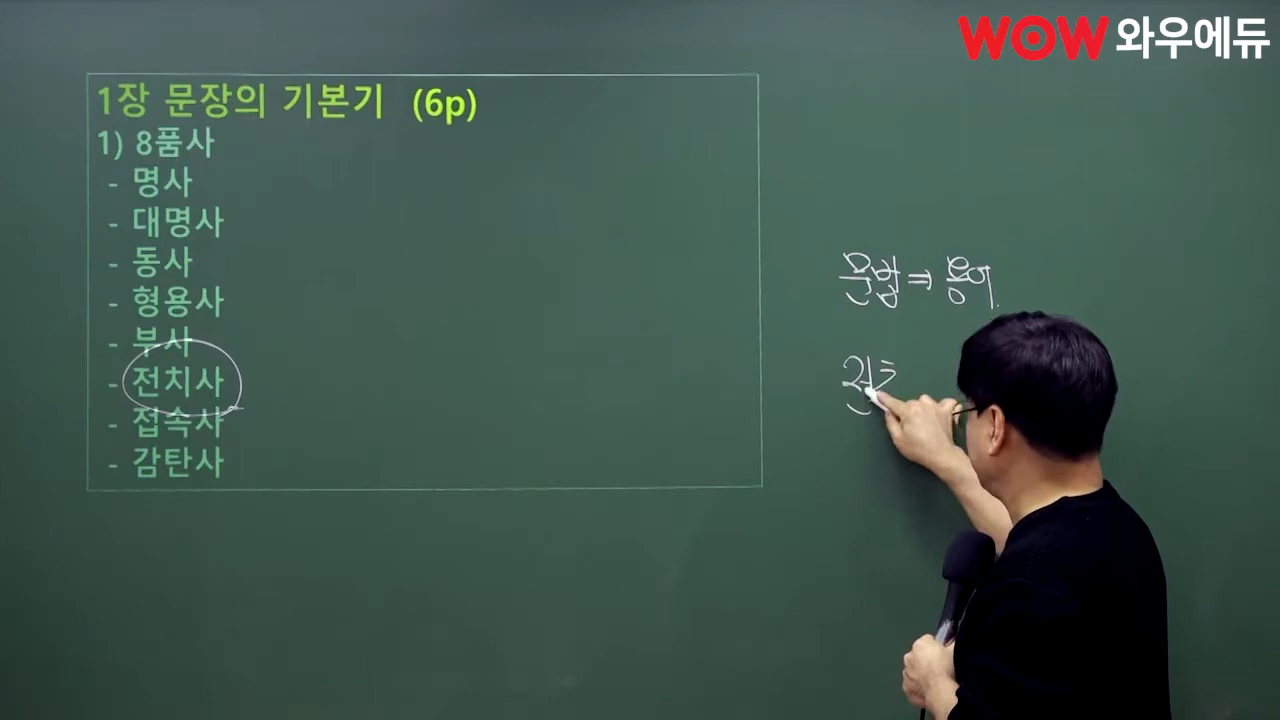 WOW 와우에듀
1장 문장의 기본기 (6p)
1) 8품사
- 명사
- 대명사
- 동사
- 형용사
- 부사
- 전치사
- 접속사
- 감탄사
문법 ⇒ 용어